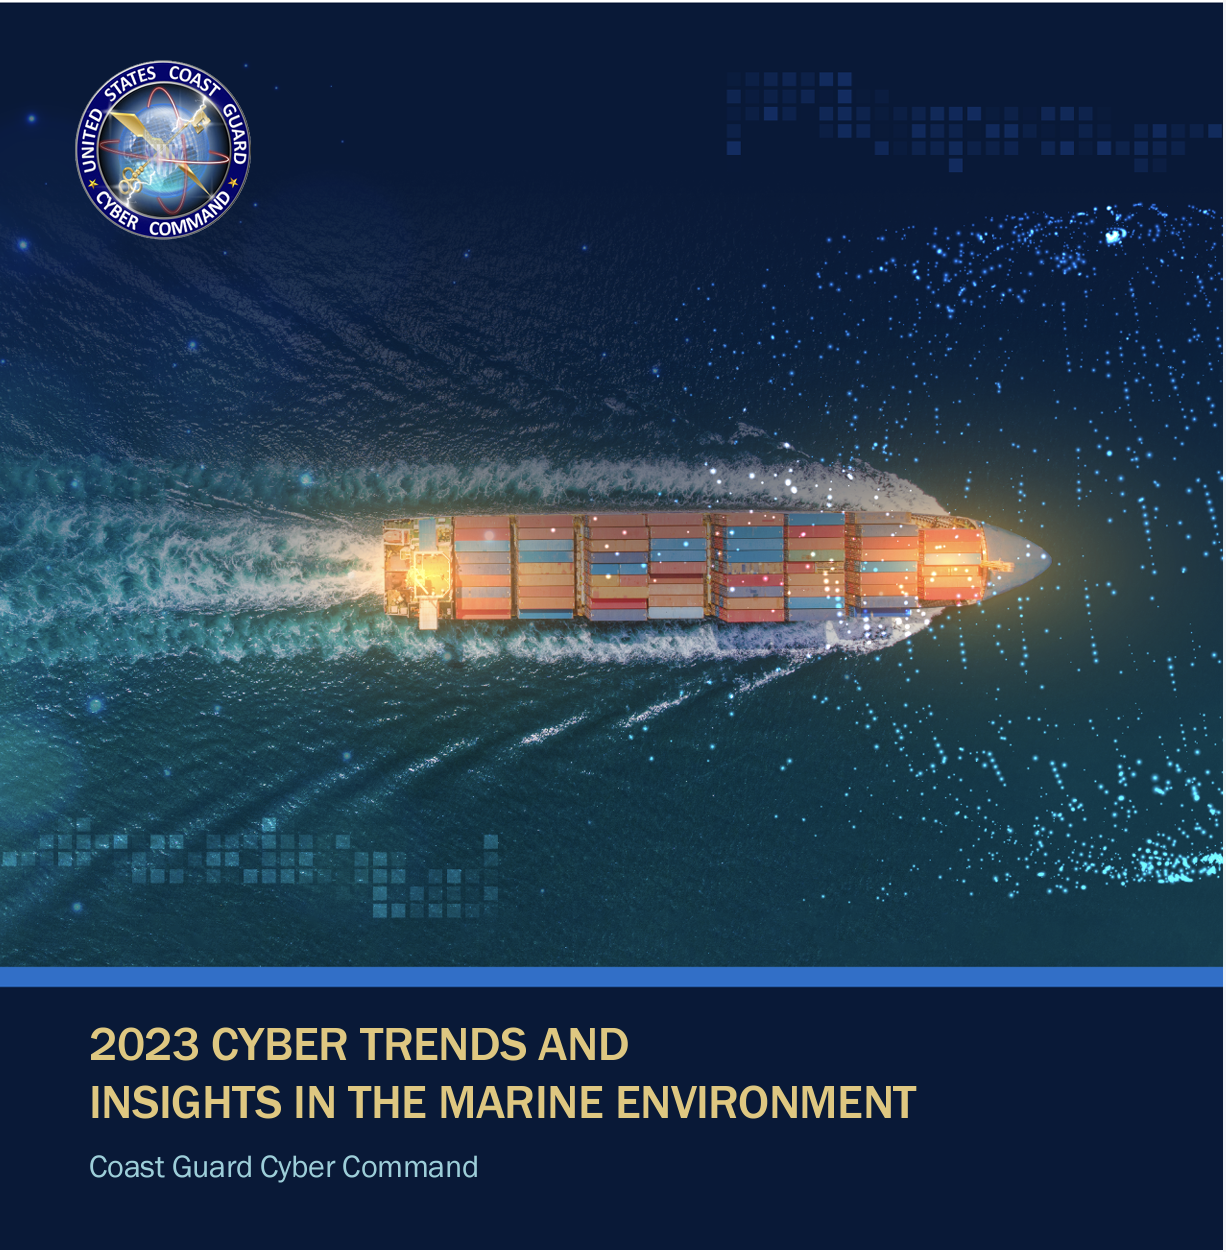 UNITED STATES COAST GUARD
CYBER COMMAND
2023 CYBER TRENDS AND
INSIGHTS IN THE MARINE ENVIRONMENT
Coast Guard Cyber Command